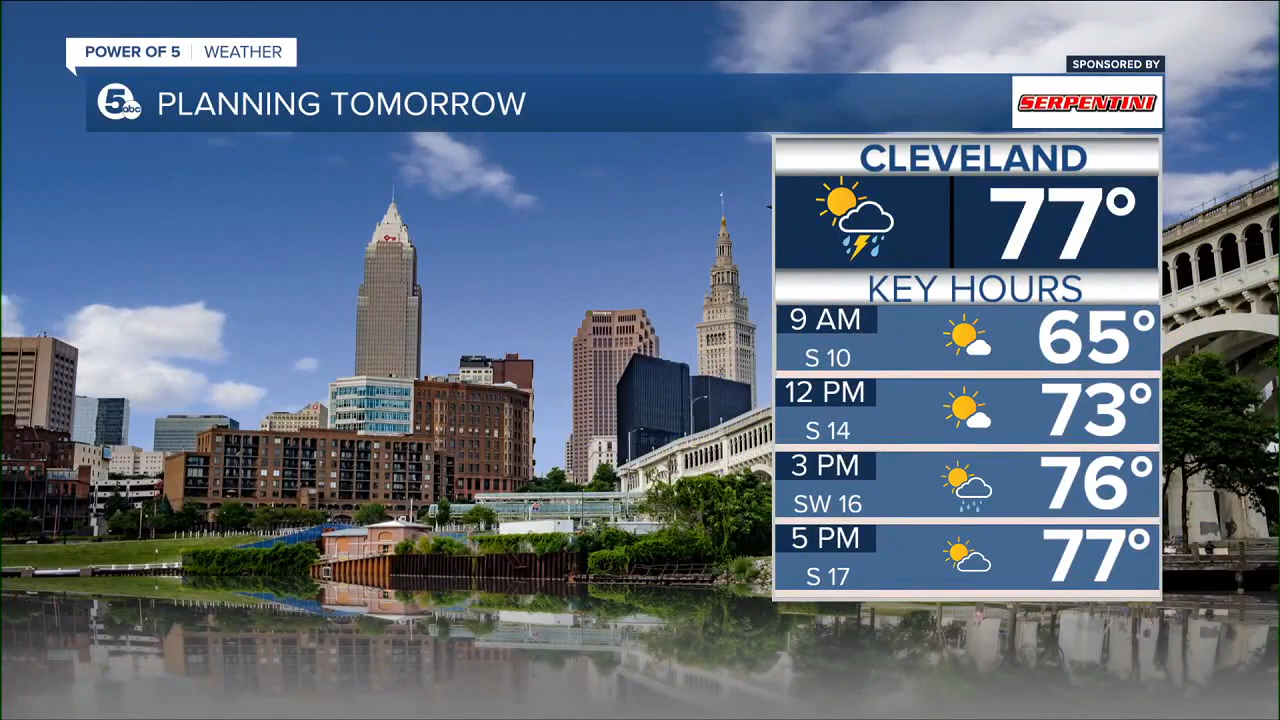 POWER OF 5 | WEATHER
SPONSORED BY
5 abc PLANNING TOMORROW
SERPENTINI
CLEVELAND
77°
KEY HOURS
9 AM
S 10
65°
12 PM
S 14
73°
3 PM
SW 16
76°
5 PM
S 17
77°